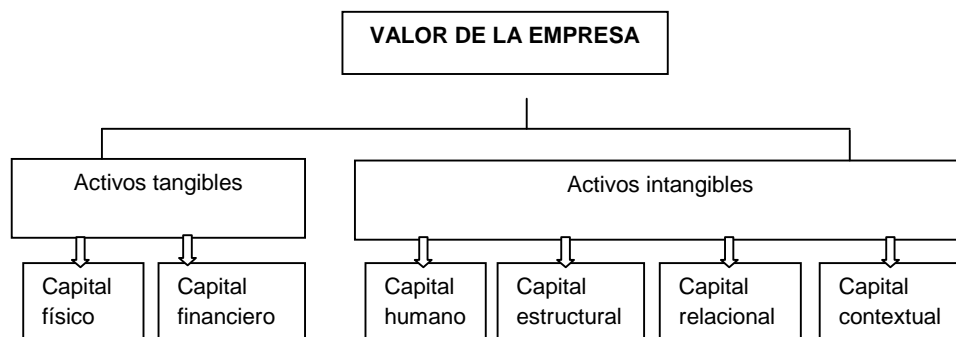 VALOR DE LA EMPRESA
Activos tangibles
Activos intangibles
Capital
físico
Capital
financiero
Capital
humano
Capital
estructural
Capital
relacional
Capital
contextual